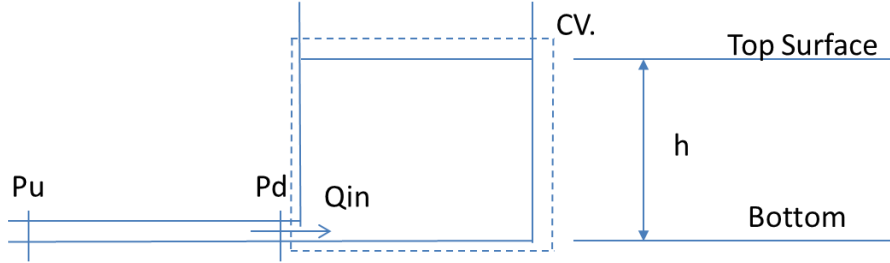 CV.
Top Surface
h
Pu
Pd
Qin
Bottom